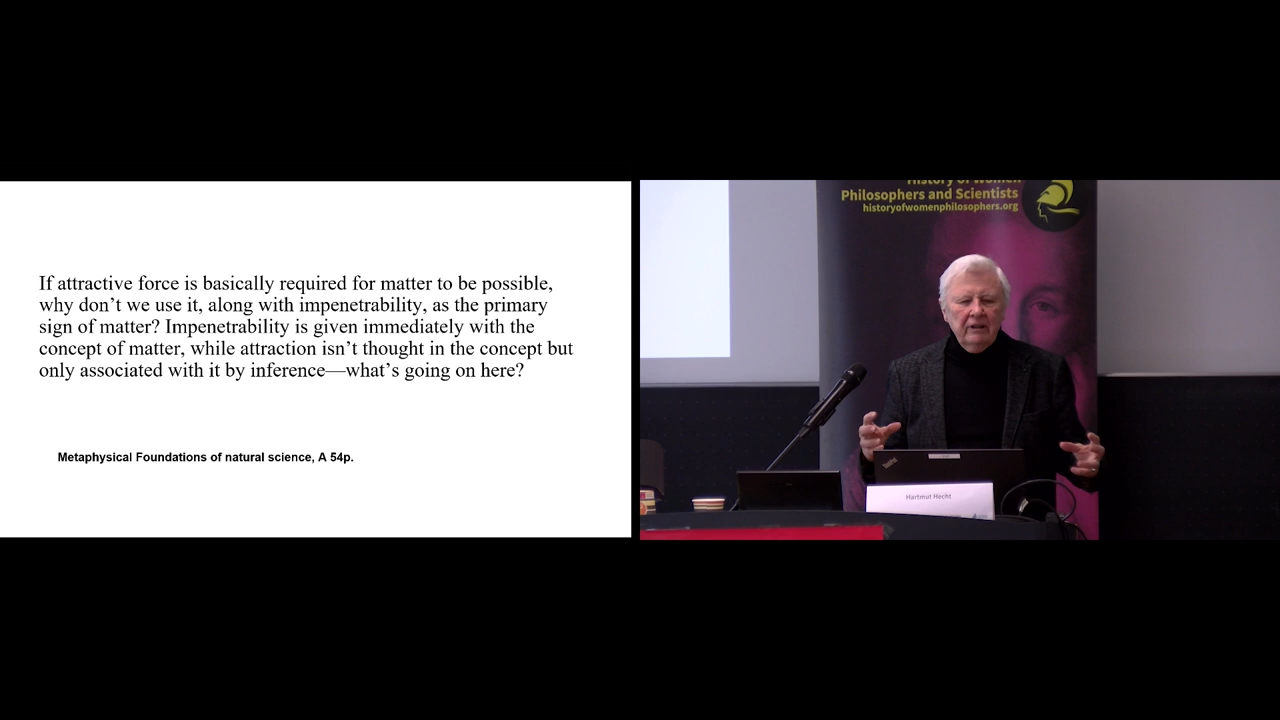 If attractive force is basically required for matter to be possible,
why don't we use it, along with impenetrability, as the primary
sign of matter? Impenetrability is given immediately with the
concept of matter, while attraction isn't thought in the concept but
only associated with it by inference—what's going on here?
Metaphysical Foundations of natural science, A 54p.
History of Women
Philosophers and Scientists
historyofwomenphilosophers.org
ThinkPad
Hartmut Hecht